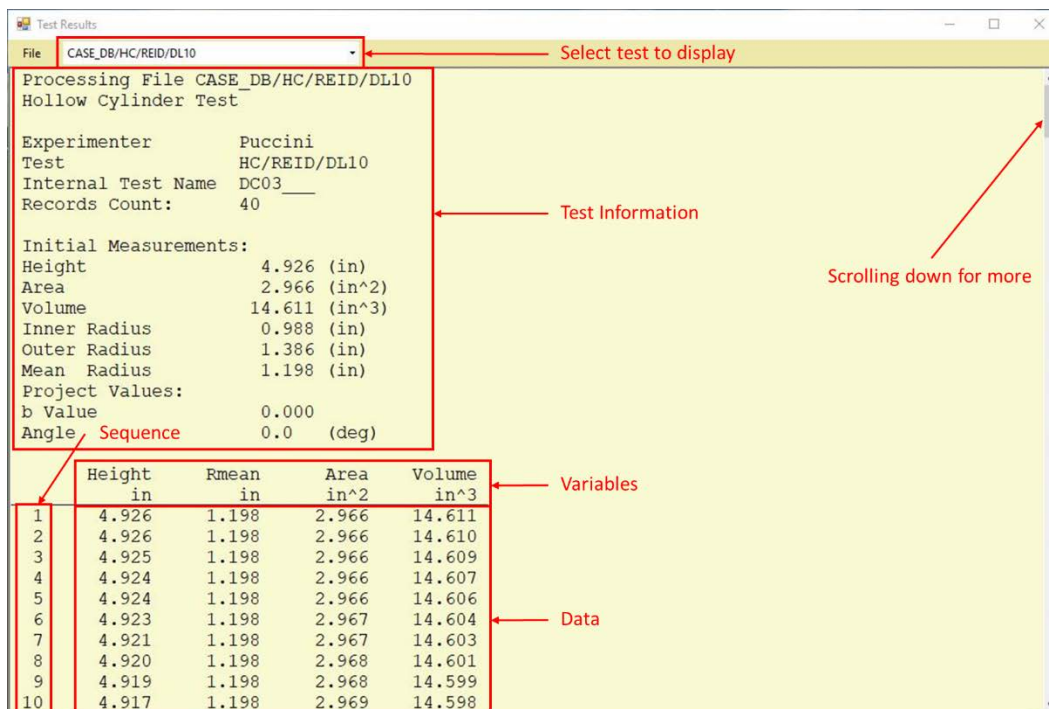 Test Results
File CASE_DB/HC/REID/DL10 Select test to display
Processing File CASE_DB/HC/REID/DL10
Hollow Cylinder Test
Experimenter Puccini
Test HC/REID/DL10
Internal Test Name DC03___
Records Count: 40
Test Information
Initial Measurements:
Height 4.926 (in)
Area 2.966 (in^2)
Volume 14.611 (in^3)
Inner Radius 0.988 (in)
Outer Radius 1.386 (in)
Mean Radius 1.198 (in)
Project Values:
b Value 0.000
Angle 0.0 (deg)
Scrolling down for more
Sequence
Height Rmean Area Volume
in in in^2 in^3
Variables
1 4.926 1.198 2.966 14.611
2 4.926 1.198 2.966 14.610
3 4.925 1.198 2.966 14.609
4 4.924 1.198 2.966 14.607
5 4.924 1.198 2.966 14.606
6 4.923 1.198 2.967 14.604
7 4.921 1.198 2.967 14.603
8 4.920 1.198 2.968 14.601
9 4.919 1.198 2.968 14.599
10 4.917 1.198 2.969 14.598
Data